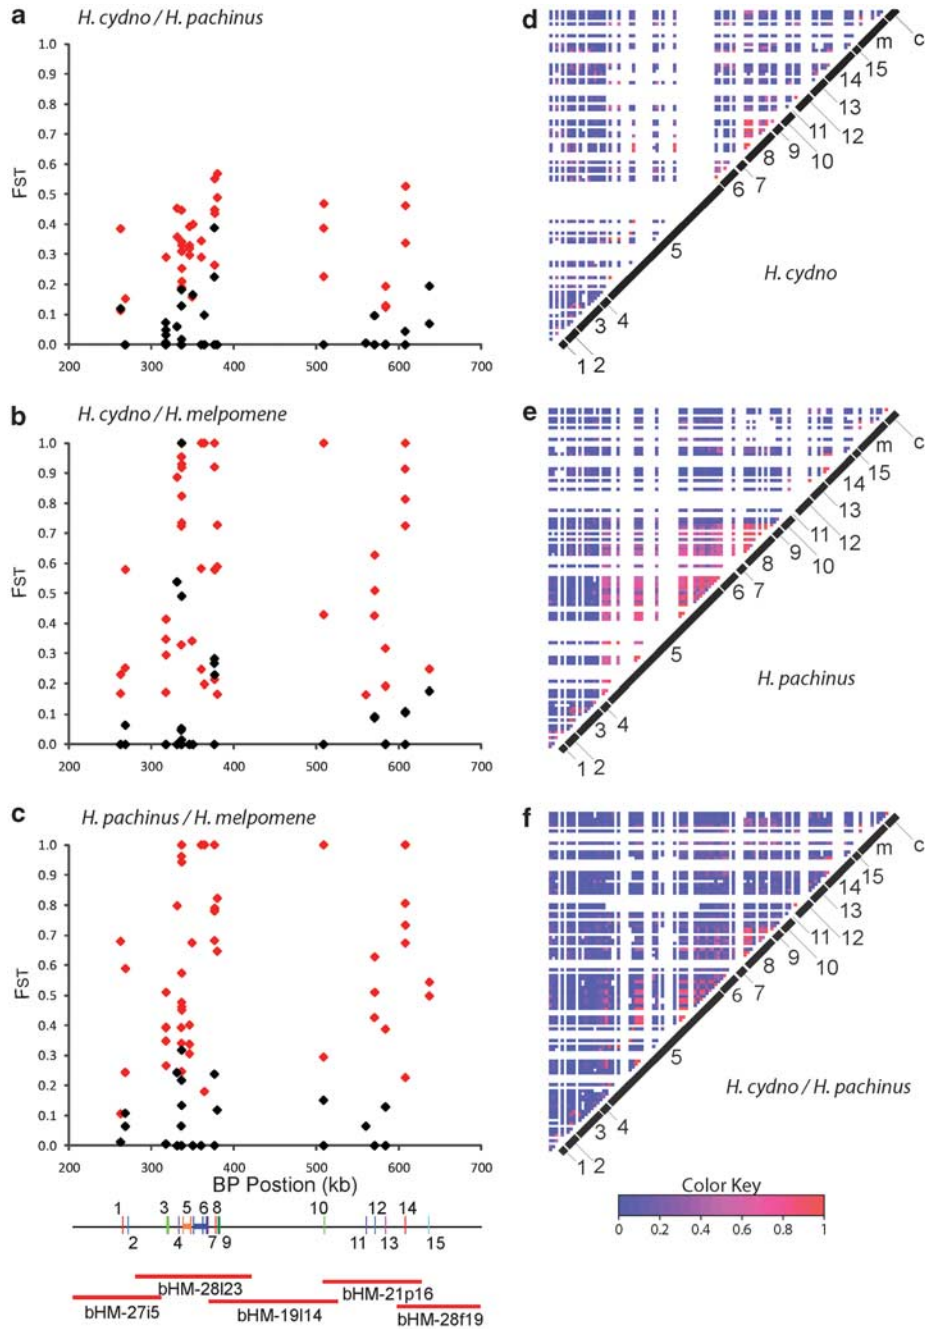 a
H. cydno / H. pachinus
FST
1.0
0.9
0.8
0.7
0.6
0.5
0.4
0.3
0.2
0.1
0.0
200 300 400 500 600 700
b
H. cydno / H. melpomene
1.0
0.9
0.8
0.7
0.6
0.5
0.4
0.3
0.2
0.1
0.0
FST
200 300 400 500 600 700
c
H. pachinus / H. melpomene
1.0
0.9
0.8
0.7
0.6
0.5
0.4
0.3
0.2
0.1
0.0
FST
200 300 400 500 600 700
BP Postion (kb)
1 3 5 6 8 10 12 14
2 4 7 9 11 13 15
bHM-27i5
bHM-28l23
bHM-19l14
bHM-21p16
bHM-28f19
d
c
m
15
14
13
12
11
10
9
8
7
6
5
4
3
2
1
H. cydno
e
c
m
15
14
13
12
11
10
9
8
7
6
5
4
3
2
1
H. pachinus
f
c
m
15
14
13
12
11
10
9
8
7
6
5
4
3
2
1
H. cydno / H. pachinus
Color Key
0 0.2 0.4 0.6 0.8 1